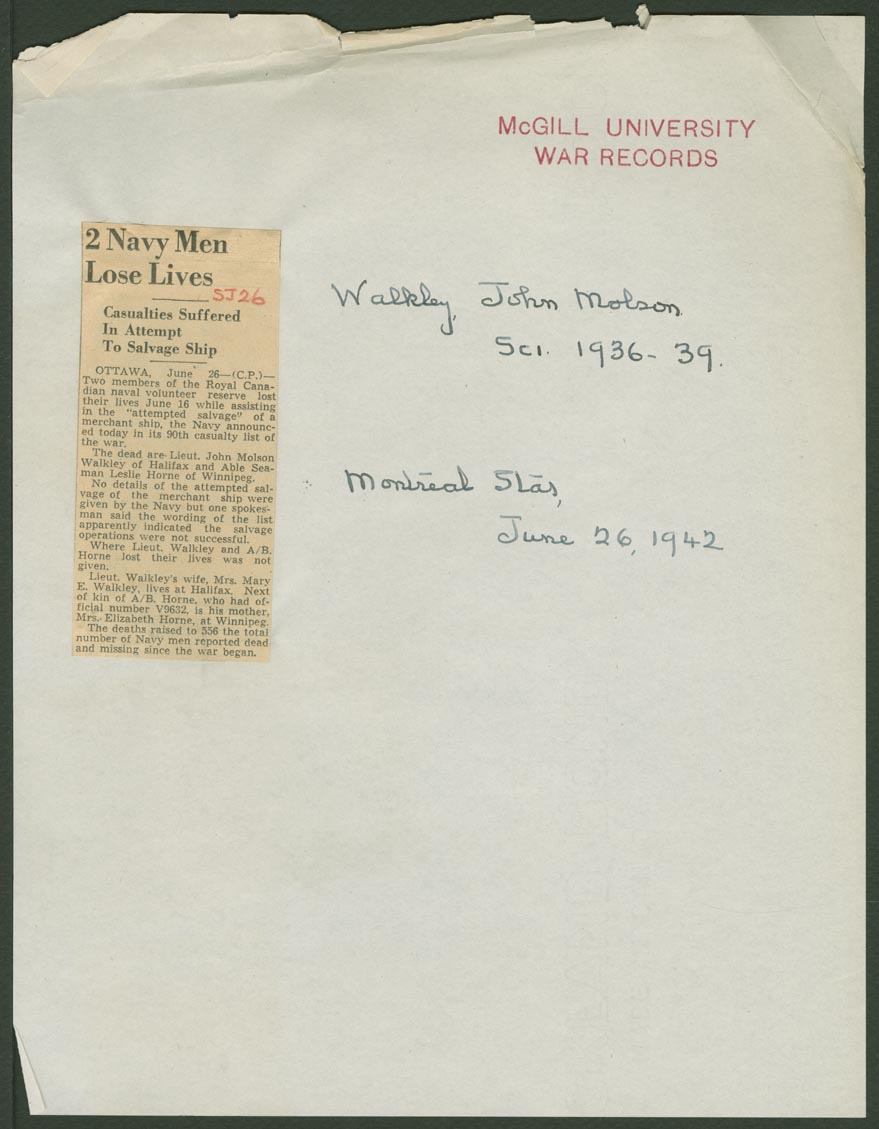 McGILL UNIVERSITY
WAR RECORDS
2 Navy Men
Lose Lives
SJ26
Casualties Suffered
In Attempt
To Salvage Ship
OTTAWA, June 26—(C.P.)—
Two members of the Royal Cana-
dian naval volunteer reserve lost
their lives June 16 while assisting
in the "attempted salvage" of a
merchant ship, the Navy announc-
ed today in its 90th casualty list of
the war.
The dead are Lieut. John Molson
Walkley of Halifax and Able Sea-
man Leslie Horne of Winnipeg.
No details of the attempted sal-
vage of the merchant ship were
given by the Navy but one spokes-
man said the wording of the list
apparently indicated the salvage
operations were not successful.
Where Lieut. Walkley and A/B.
Horne lost their lives was not
given.
Lieut. Walkley's wife, Mrs. Mary
E. Walkley, lives at Halifax. Next
of kin of A/B. Horne, who had of-
ficial number V9632, is his mother,
Mrs. Elizabeth Horne, at Winnipeg.
The deaths raised to 556 the total
number of Navy men reported dead
and missing since the war began.
Walkley, John Molson.
Sci. 1936-39.
Montreal Star,
June 26, 1942